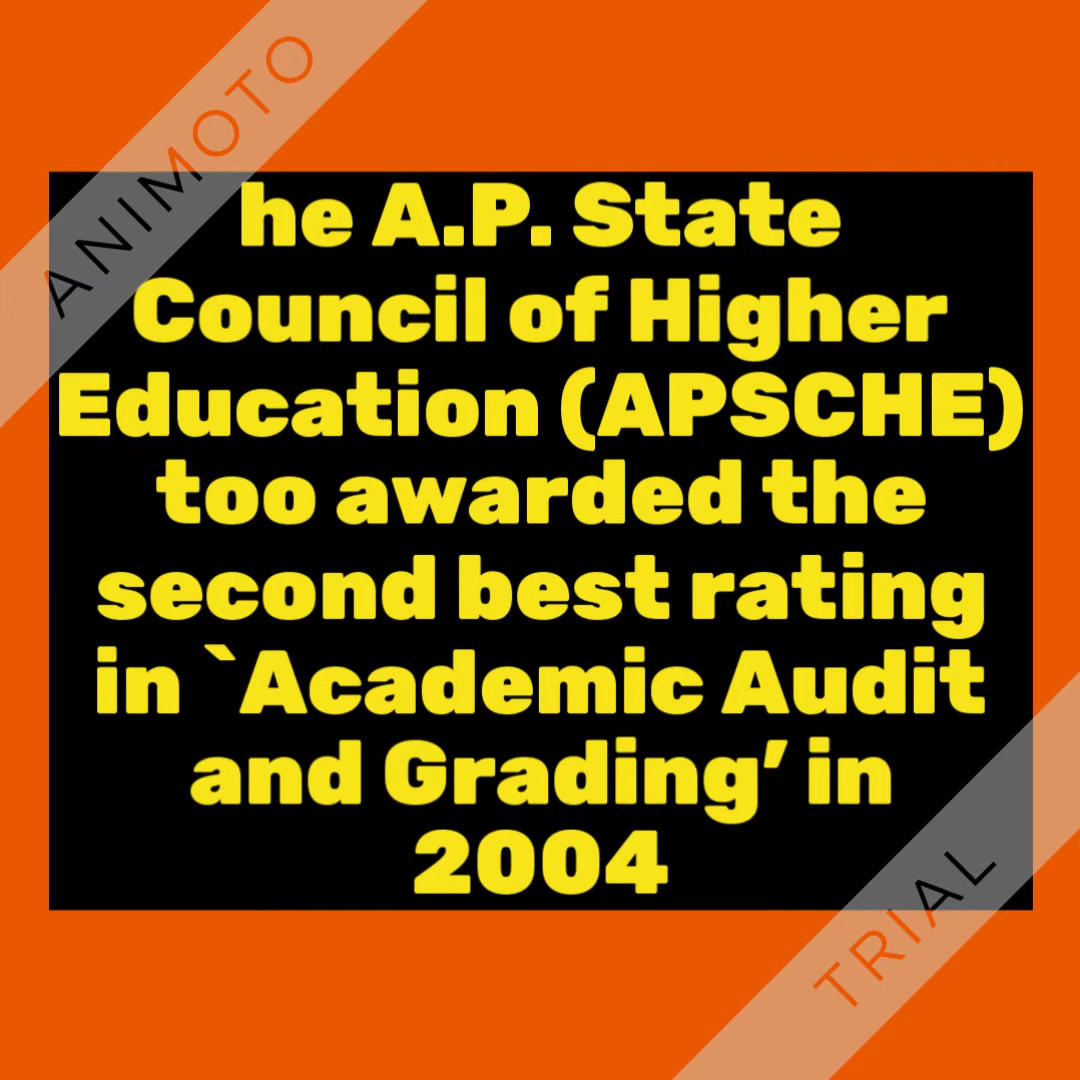 ANIMOTO
he A.P. State
Council of Higher
Education (APSCHE)
too awarded the
second best rating
in `Academic Audit
and Grading’ in
2004
TRIAL